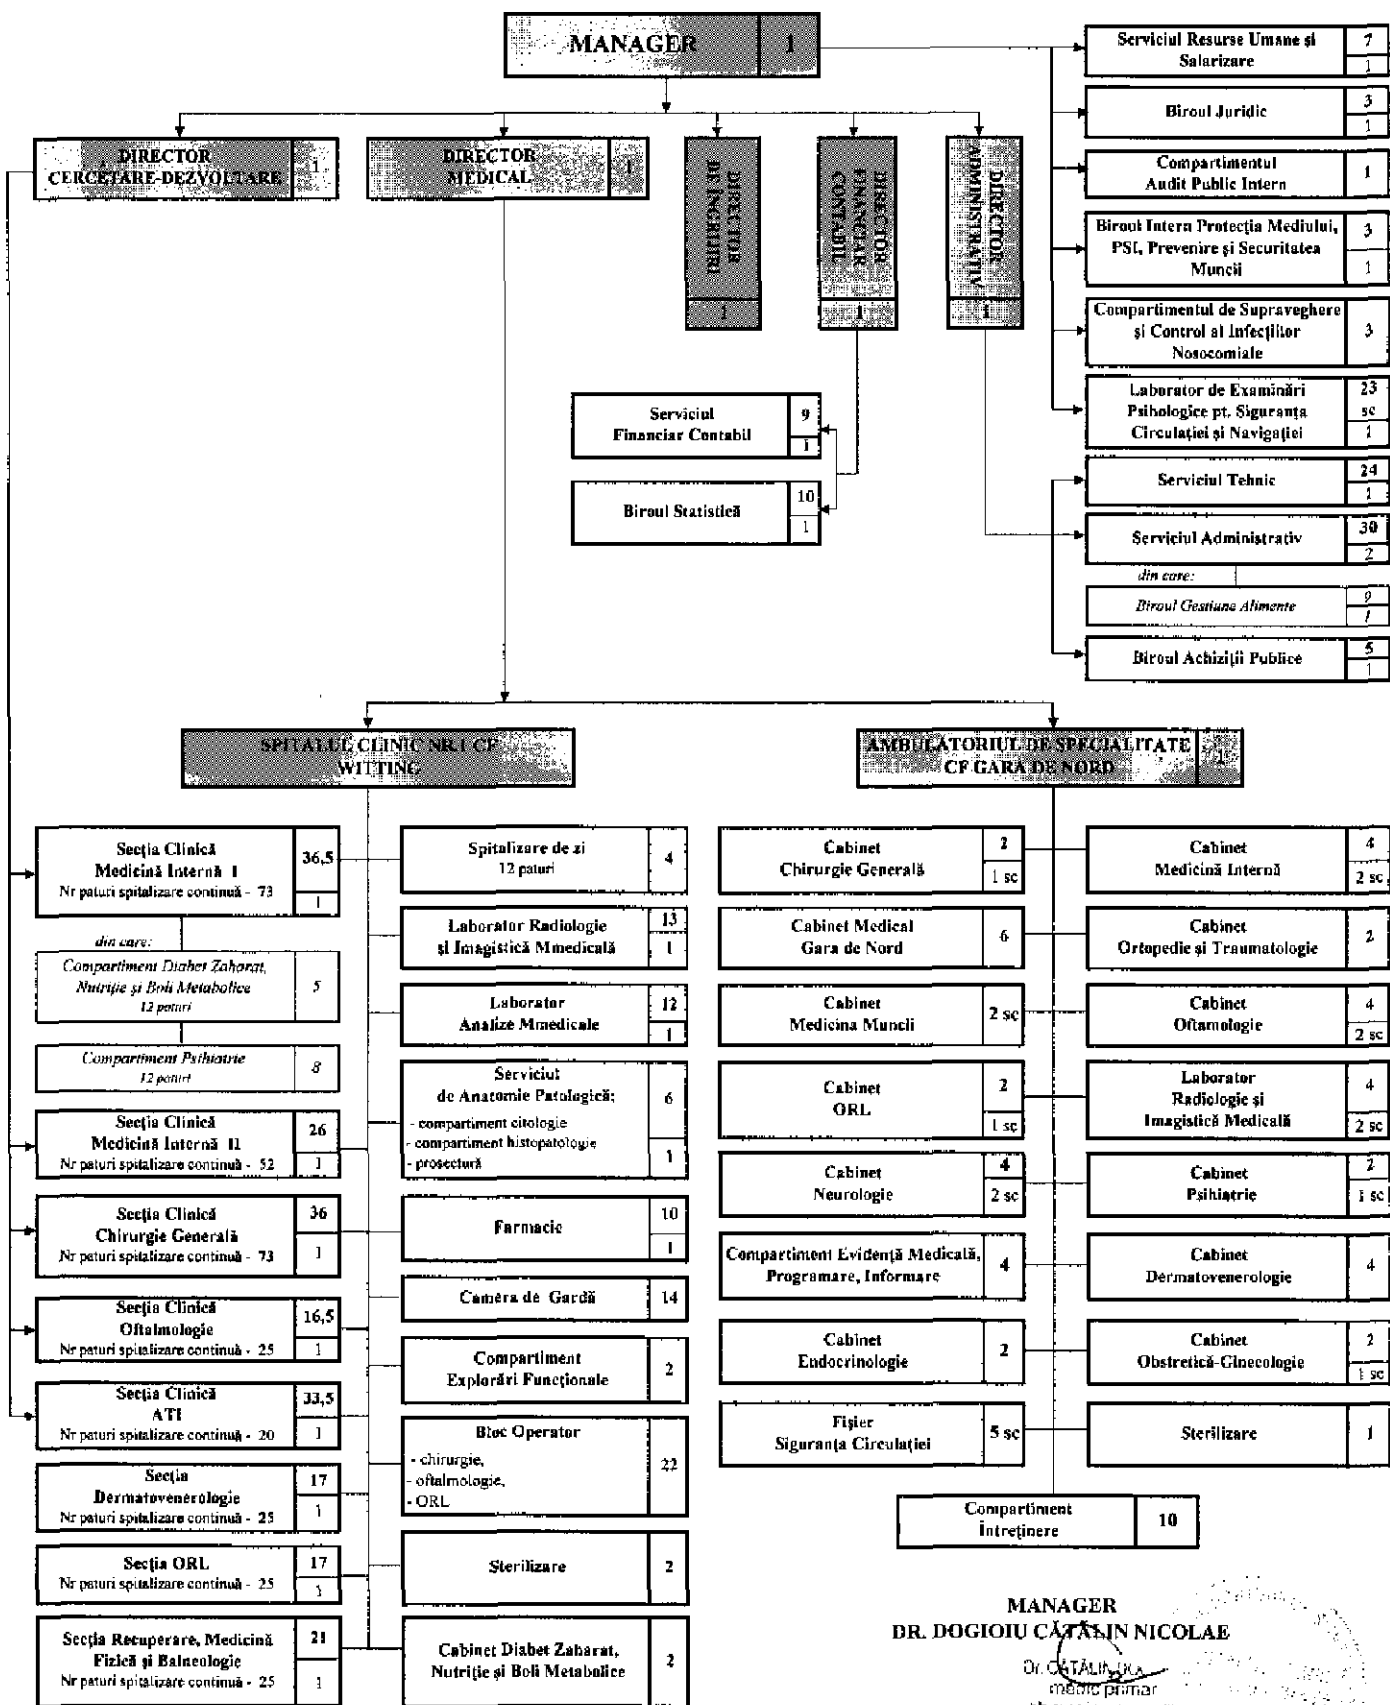 MANAGER
1
Serviciul Resurse Umane și
Salarizare
7
1
Biroul Juridic
3
1
Compartimentul
Audit Public Intern
1
Biroul Intern Protecția Mediului,
PSI, Prevenire și Securitatea
Muncii
3
1
Compartimentul de Supraveghere
și Control al Infecțiilor
Nosocomiale
3
Laborator de Examinări
Psihologice pt. Siguranța
Circulației și Navigației
23
sc
1
DIRECTOR
CERCETARE-DEZVOLTARE
1
DIRECTOR
MEDICAL
1
DIRECTOR
DE ÎNGRIJIRI
1
DIRECTOR
FINANCIAR
CONTABIL
1
DIRECTOR
ADMINISTRATIV
1
Serviciul
Financiar Contabil
9
1
Biroul Statistică
10
1
Serviciul Tehnic
24
1
Serviciul Administrativ
30
2
din care:
Biroul Gestiune Alimente
9
1
Biroul Achiziții Publice
5
1
SPITALUL CLINIC NR.1 CF
WITTING
AMBULATORIUL DE SPECIALITATE
CF GARA DE NORD
1
Secția Clinică
Medicină Internă I
Nr paturi spitalizare continuă - 73
36,5
1
din care:
Compartiment Diabet Zaharat,
Nutriție și Boli Metabolice
12 paturi
5
Compartiment Psihiatrie
12 paturi
8
Secția Clinică
Medicină Internă II
Nr paturi spitalizare continuă - 52
26
1
Secția Clinică
Chirurgie Generală
Nr paturi spitalizare continuă - 73
36
1
Secția Clinică
Oftalmologie
Nr paturi spitalizare continuă - 25
16,5
1
Secția Clinică
ATI
Nr paturi spitalizare continuă - 20
33,5
1
Secția
Dermatovenerologie
Nr paturi spitalizare continuă - 25
17
1
Secția ORL
Nr paturi spitalizare continuă - 25
17
1
Secția Recuperare, Medicină
Fizică și Balneologie
Nr paturi spitalizare continuă - 25
21
1
Spitalizare de zi
12 paturi
4
Laborator Radiologie
și Imagistică Mmedicală
13
1
Laborator
Analize Mmedicale
12
1
Serviciul
de Anatomie Patologică:
- compartiment citologie
- compartiment histopatologie
- prosectură
6
1
Farmacie
10
1
Camera de Gardă
14
Compartiment
Explorări Funcționale
2
Bloc Operator
- chirurgie,
- oftalmologie,
- ORL
22
Sterilizare
2
Cabinet Diabet Zaharat,
Nutriție și Boli Metabolice
2
Cabinet
Chirurgie Generală
2
1 sc
Cabinet Medical
Gara de Nord
6
Cabinet
Medicina Muncii
2 sc
Cabinet
ORL
2
1 sc
Cabinet
Neurologie
4
2 sc
Compartiment Evidență Medicală,
Programare, Informare
4
Cabinet
Endocrinologie
2
Fișier
Siguranța Circulației
5 sc
Cabinet
Medicină Internă
4
2 sc
Cabinet
Ortopedie și Traumatologie
2
Cabinet
Oftamologie
4
2 sc
Laborator
Radiologie și
Imagistică Medicală
4
2 sc
Cabinet
Psihiatrie
2
1 sc
Cabinet
Dermatovenerologie
4
Cabinet
Obstretică-Ginecologie
2
1 sc
Sterilizare
1
Compartiment
Întreținere
10
MANAGER
DR. DOGIOIU CĂTĂLIN NICOLAE
Dr. CĂTĂLIN
medic primar